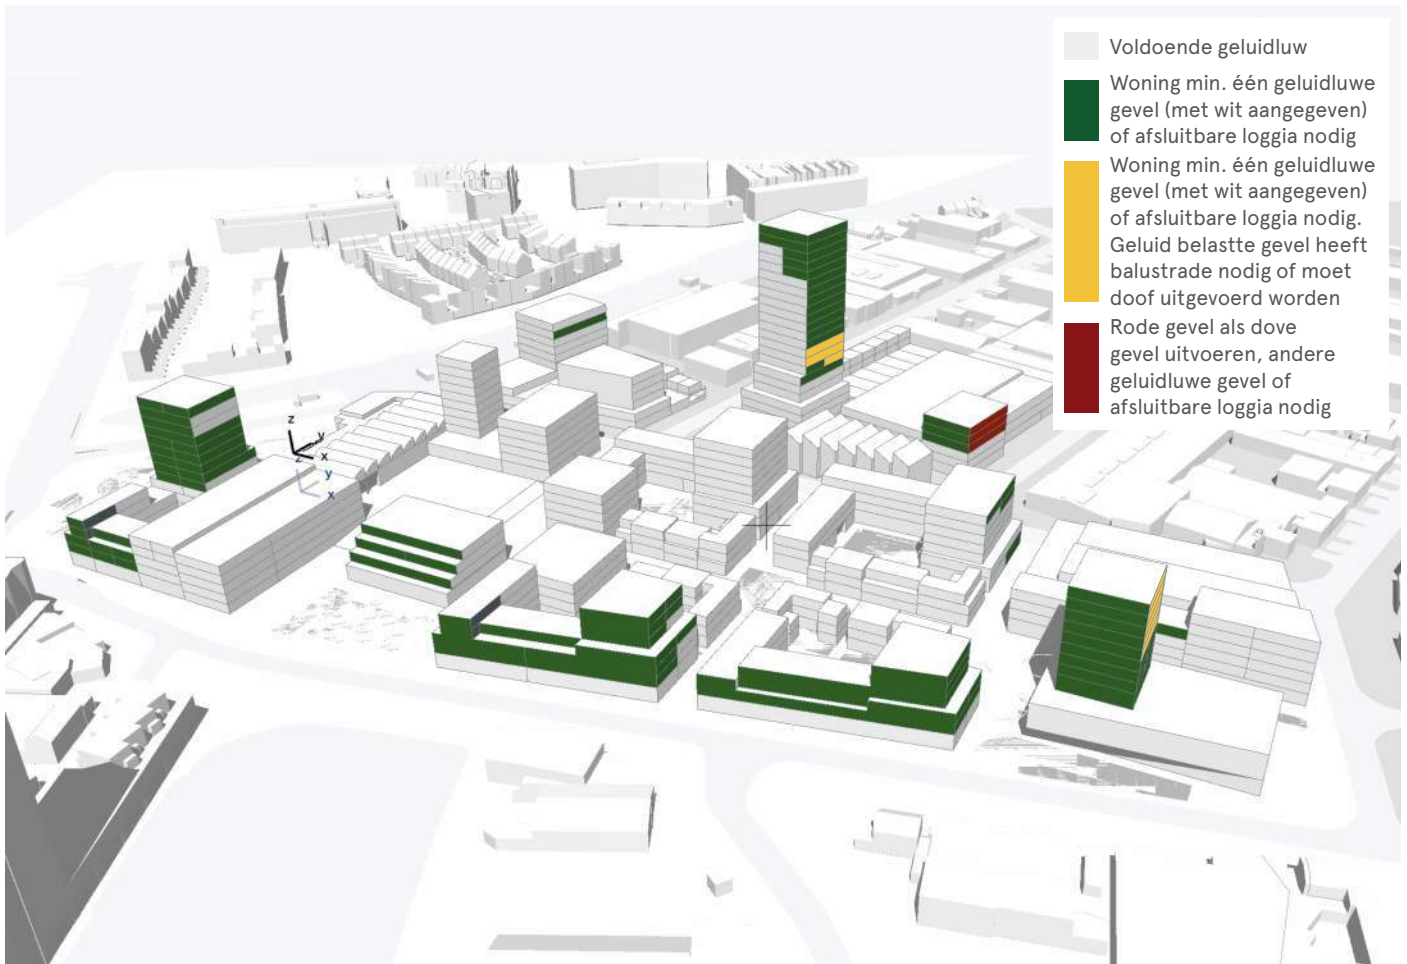 Voldoende geluidluw
Woning min. één geluidluwe
gevel (met wit aangegeven)
of afsluitbare loggia nodig
Woning min. één geluidluwe
gevel (met wit aangegeven)
of afsluitbare loggia nodig.
Geluid belastte gevel heeft
balustrade nodig of moet
doof uitgevoerd worden
Rode gevel als dove
gevel uitvoeren, andere
geluidluwe gevel of
afsluitbare loggia nodig
z
y
x
z
y
x